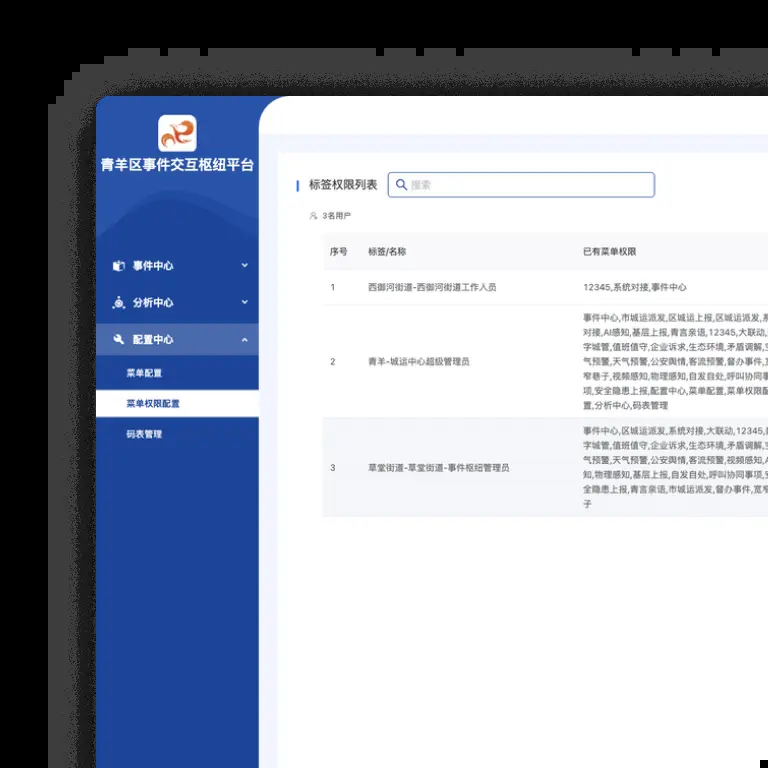 青羊区事件交互枢纽平台
事件中心
分析中心
配置中心
菜单配置
菜单权限配置
码表管理
标签权限列表
搜索
3名用户
序号 标签/名称 已有菜单权限
1 西御河街道-西御河街道工作人员 12345,系统对接,事件中心
2 青羊-城运中心超级管理员
事件中心,市城运派发,区城运上报,区城运派发,
对接,AI感知,基层上报,青言亲语,12345,大联动,
字城管,值班值守,企业诉求,生态环境,矛盾调解,
气预警,天气预警,公安舆情,客流预警,督办事件,
窄巷子,视频感知,物理感知,自发自处,呼叫协同事
项,安全隐患上报,配置中心,菜单配置,菜单权限配
置,分析中心,码表管理
3 草堂街道-草堂街道-事件枢纽管理员
事件中心,区城运派发,系统对接,大联动,12345,
字城管,值班值守,企业诉求,生态环境,矛盾调解,
气预警,天气预警,公安舆情,客流预警,视频感知,
知,物理感知,基层上报,自发自处,呼叫协同事项,
全隐患上报,青言亲语,市城运派发,督办事件,宽
子